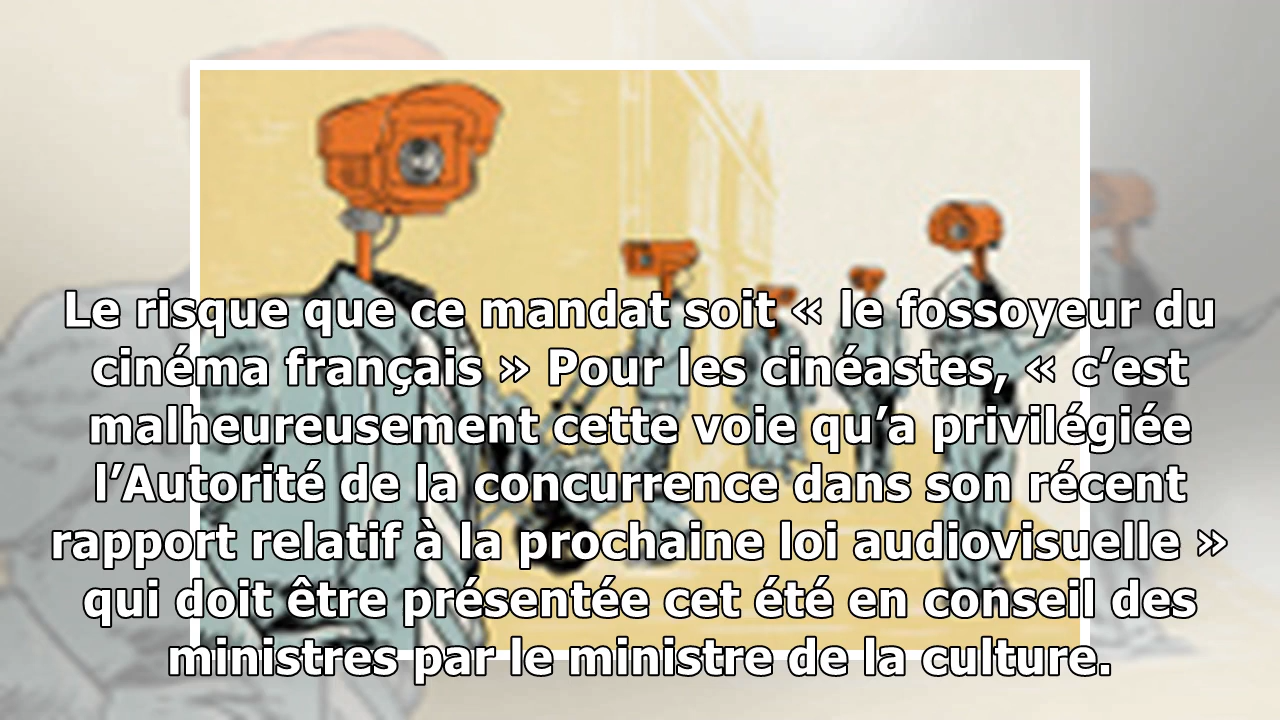 Le risque que ce mandat soit « le fossoyeur du
cinéma français » Pour les cinéastes, « c’est
malheureusement cette voie qu’a privilégiée
l’Autorité de la concurrence dans son récent
rapport relatif à la prochaine loi audiovisuelle »
qui doit être présentée cet été en conseil des
ministres par le ministre de la culture.